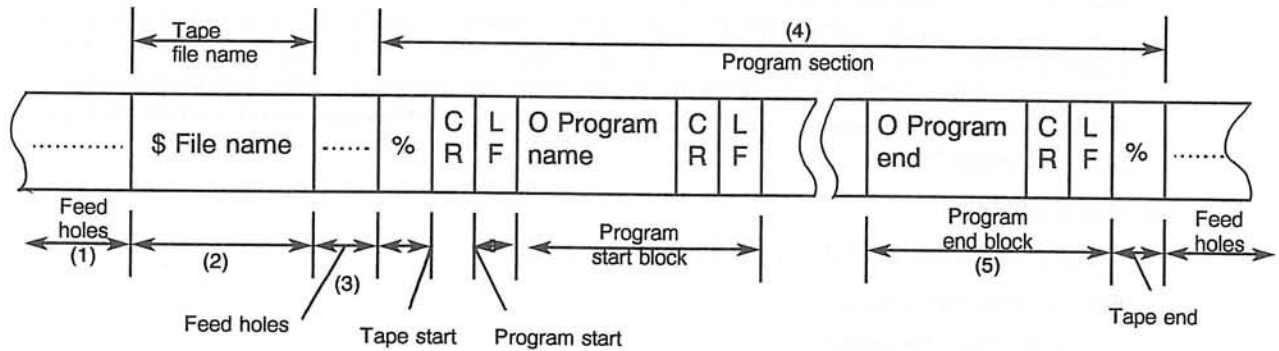 Tape
file name
(4)
Program section
$ File name
......
%
C
R
L
F
O Program
name
C
R
L
F
O Program
end
C
R
L
F
%
Feed
holes
(1)
(2)
(3)
Feed holes
Tape start
Program start
Program
start block
Program
end block
(5)
Tape end
Feed
holes